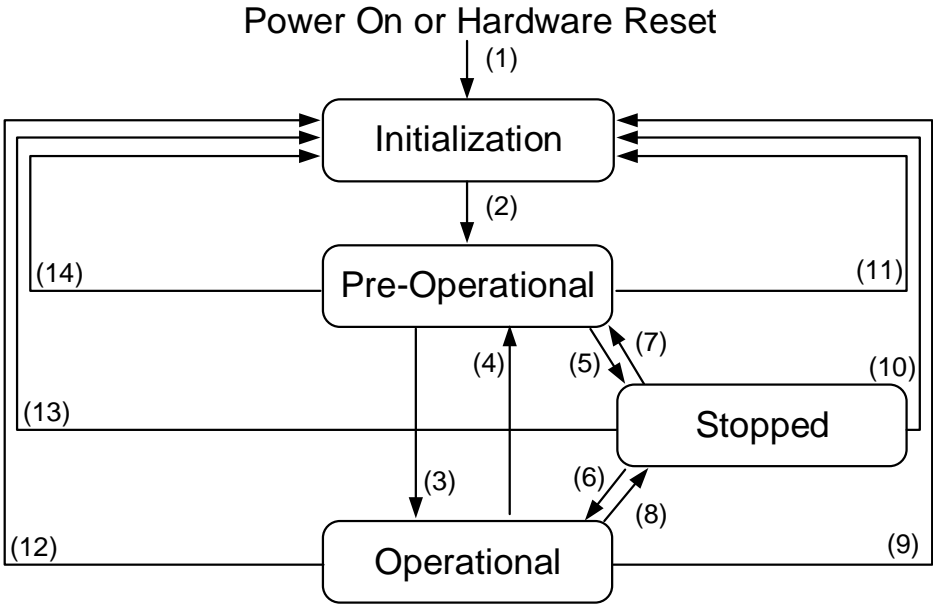 Power On or Hardware Reset
(1)
Initialization
(2)
(14)
Pre-Operational
(11)
(4)
(5)
(7)
(10)
(13)
Stopped
(3)
(6)
(8)
(12)
Operational
(9)